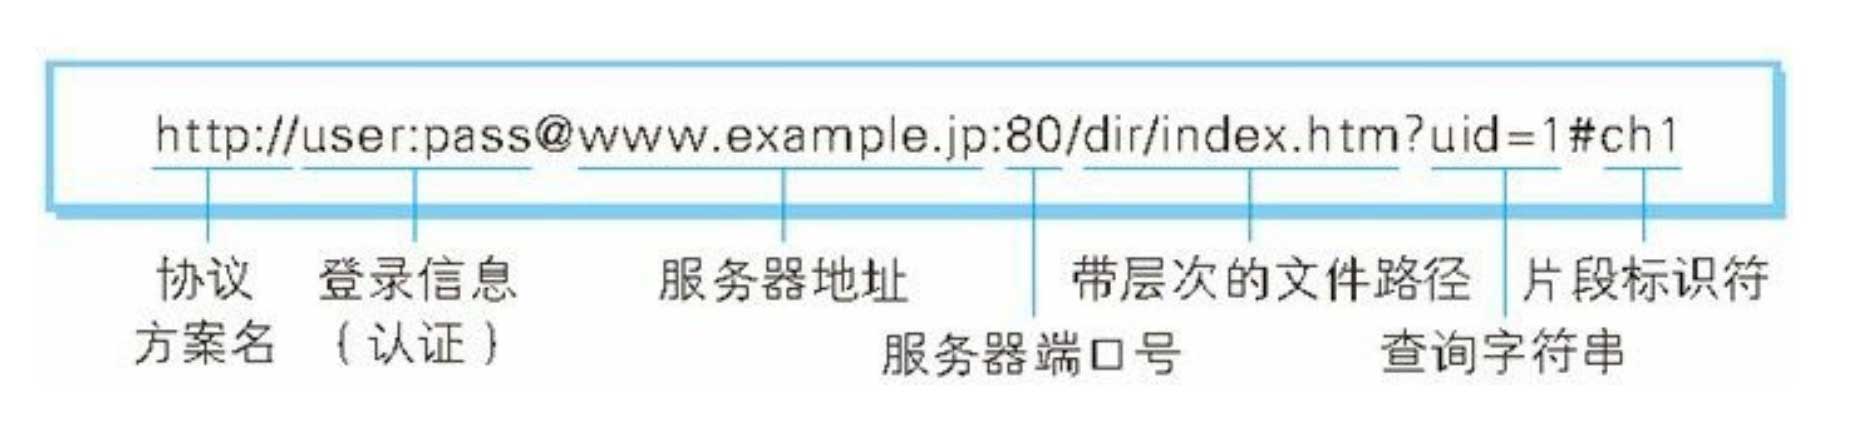 http://user:pass@www.example.jp:80/dir/index.htm?uid=1#ch1
协议
方案名
登录信息
（认证）
服务器地址
服务器端口号
带层次的文件路径
查询字符串
片段标识符